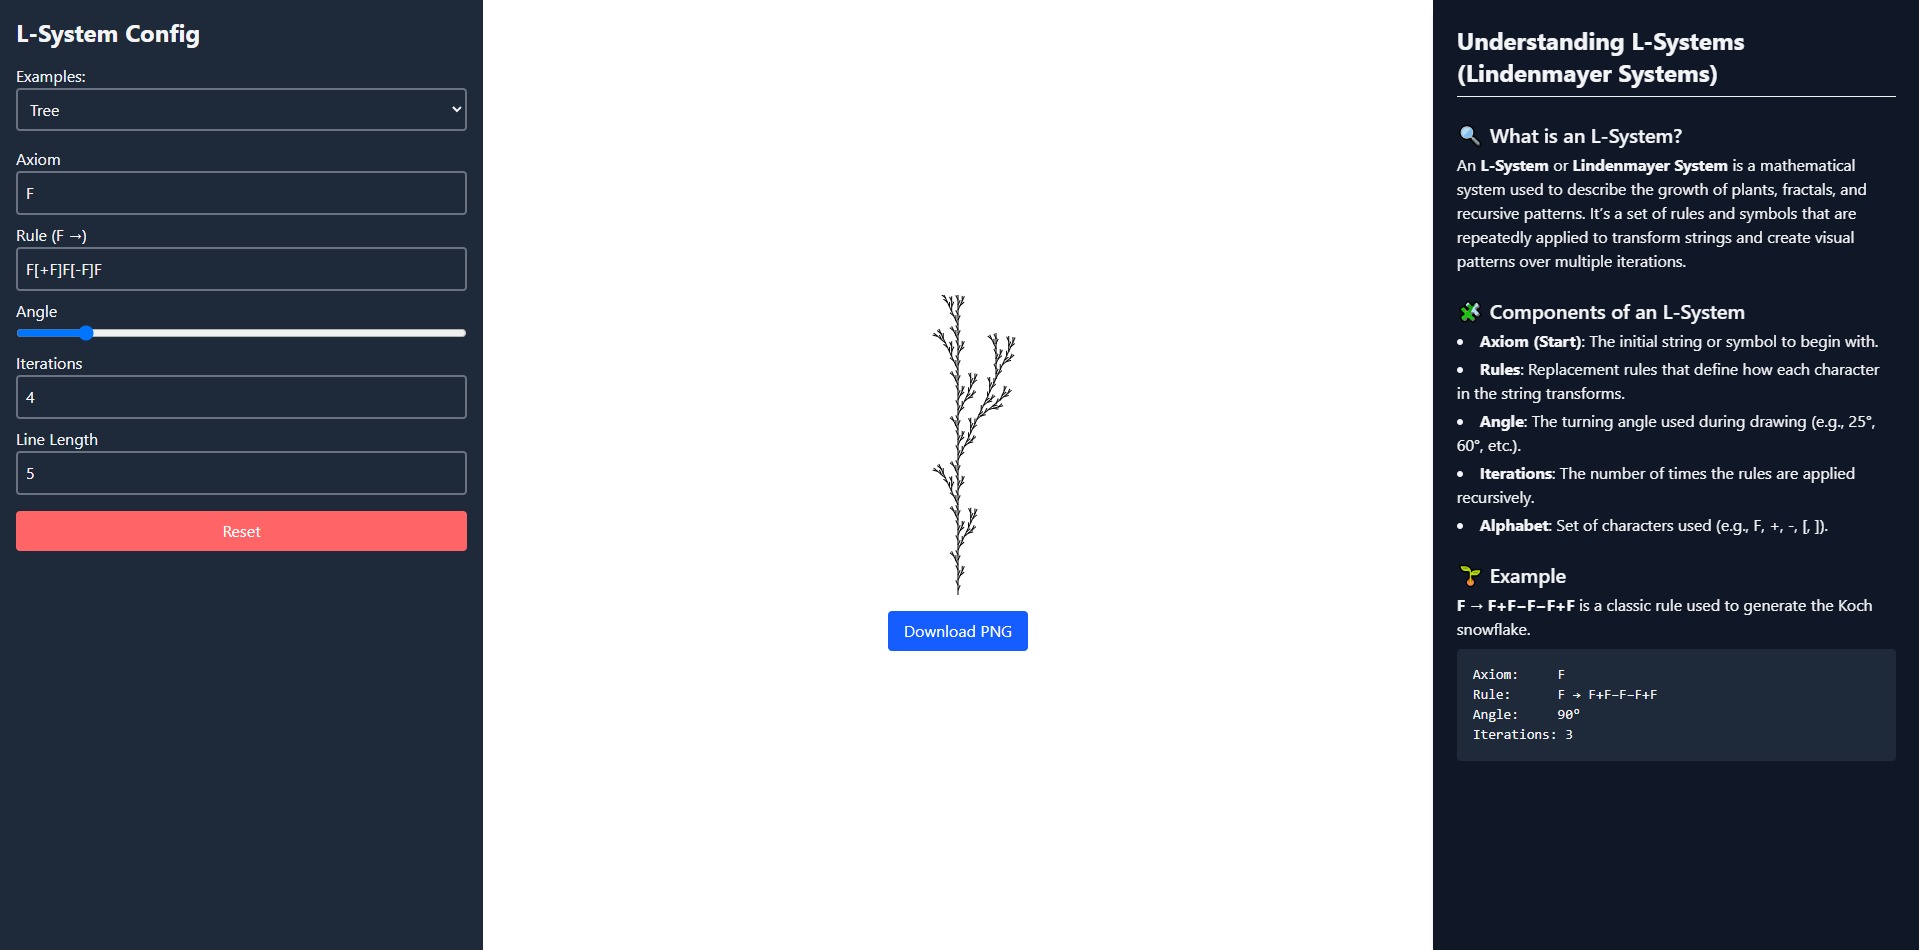 L-System Config
Examples:
Tree
Axiom
F
Rule (F →)
F[+F]F[-F]F
Angle
Iterations
4
Line Length
5
Reset
Download PNG
Understanding L-Systems
(Lindenmayer Systems)
🔍 What is an L-System?
An L-System or Lindenmayer System is a mathematical
system used to describe the growth of plants, fractals, and
recursive patterns. It’s a set of rules and symbols that are
repeatedly applied to transform strings and create visual
patterns over multiple iterations.
🧩 Components of an L-System
• Axiom (Start): The initial string or symbol to begin with.
• Rules: Replacement rules that define how each character
in the string transforms.
• Angle: The turning angle used during drawing (e.g., 25°,
60°, etc.).
• Iterations: The number of times the rules are applied
recursively.
• Alphabet: Set of characters used (e.g., F, +, -, [, ]).
🌱 Example
F → F+F−F−F+F is a classic rule used to generate the Koch
snowflake.
Axiom: F
Rule: F → F+F−F−F+F
Angle: 90°
Iterations: 3